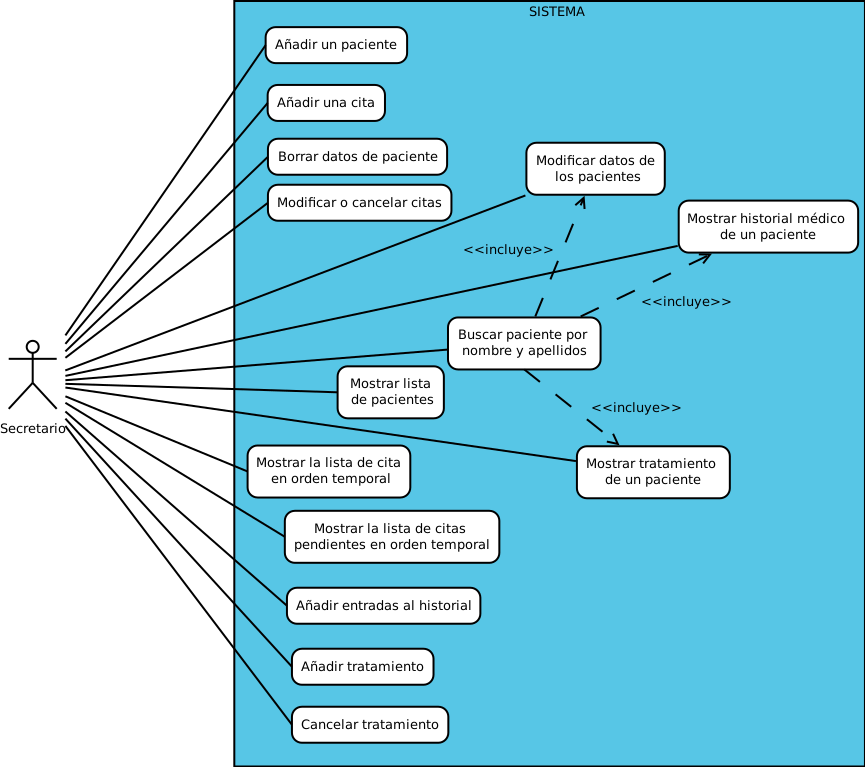 SISTEMA
Añadir un paciente
Añadir una cita
Borrar datos de paciente
Modificar o cancelar citas
Modificar datos de
los pacientes
Mostrar historial médico
de un paciente
<<incluye>>
<<incluye>>
Buscar paciente por
nombre y apellidos
Mostrar lista
de pacientes
<<incluye>>
Secretario
Mostrar la lista de cita
en orden temporal
Mostrar tratamiento
de un paciente
Mostrar la lista de citas
pendientes en orden temporal
Añadir entradas al historial
Añadir tratamiento
Cancelar tratamiento